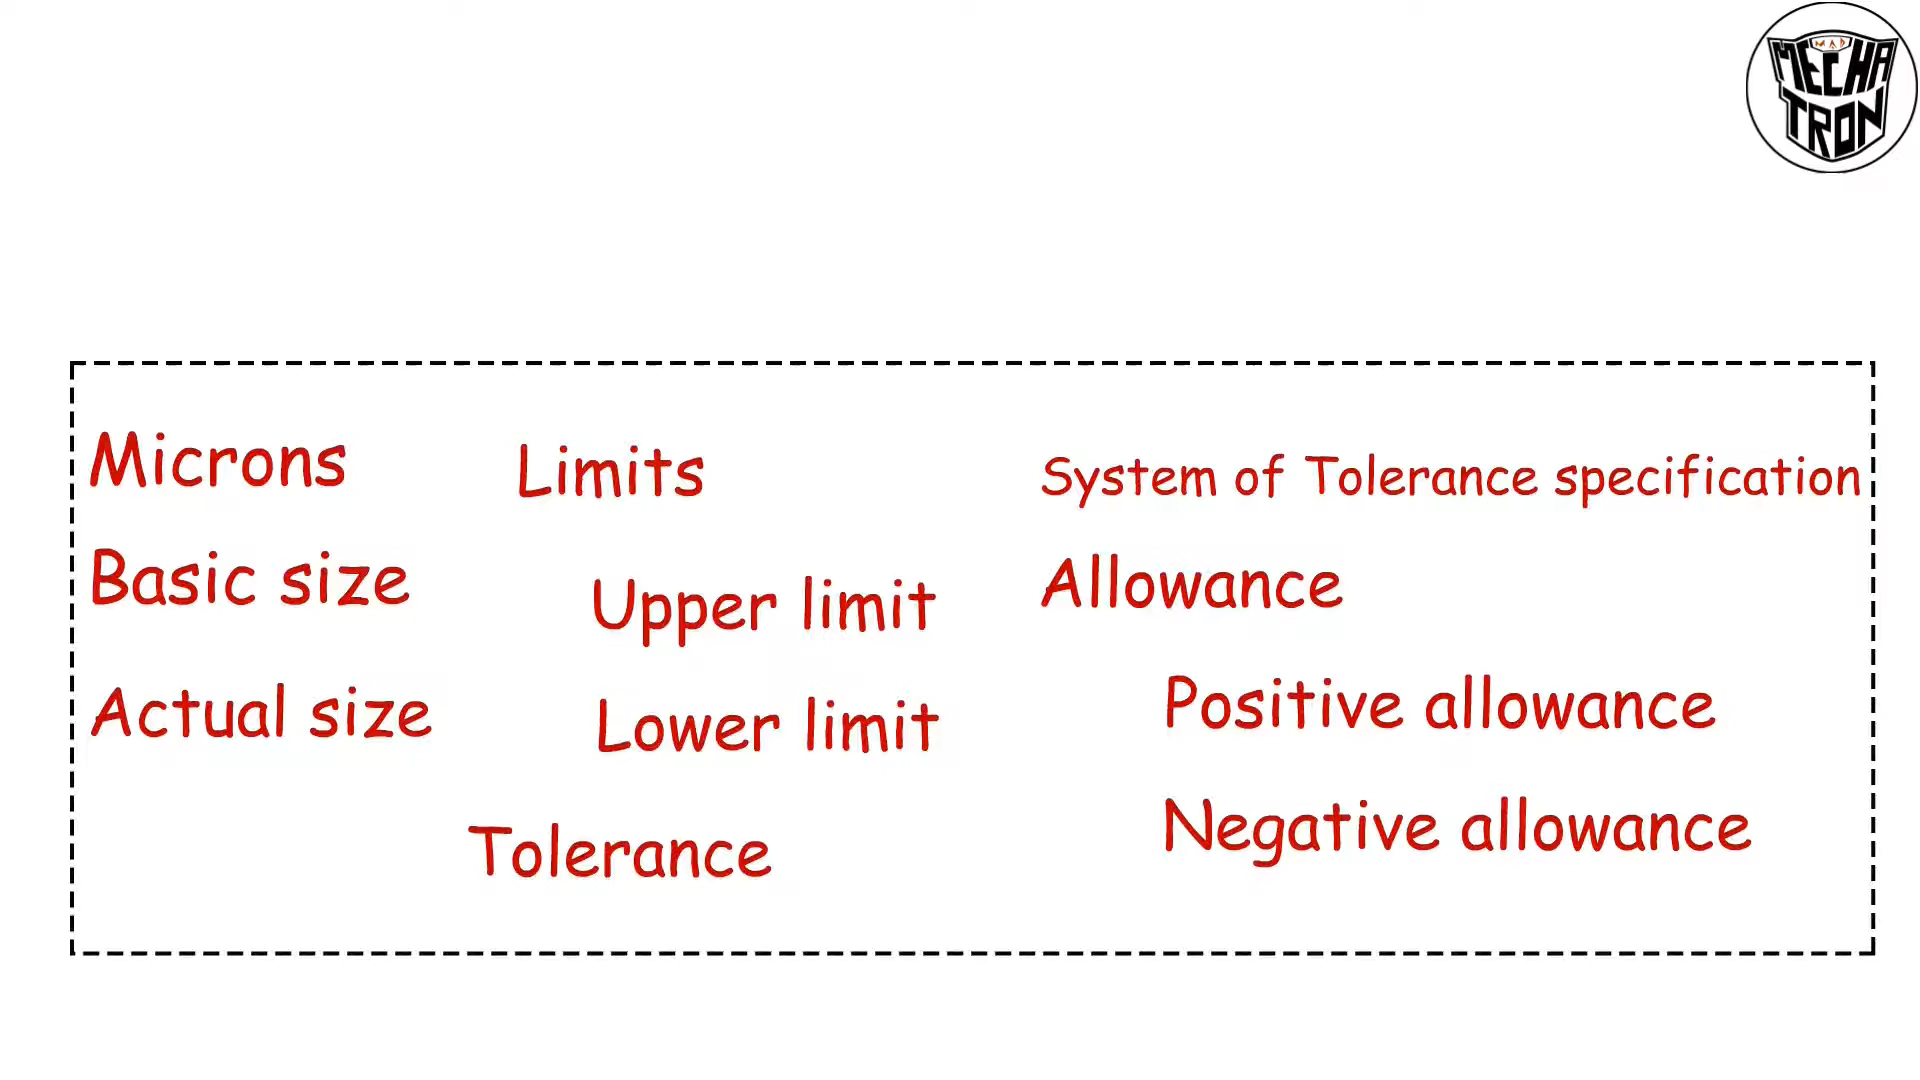 MAD
MECHA
TRON
Microns
Basic size
Actual size
Limits
Upper limit
Lower limit
Tolerance
System of Tolerance specification
Allowance
Positive allowance
Negative allowance